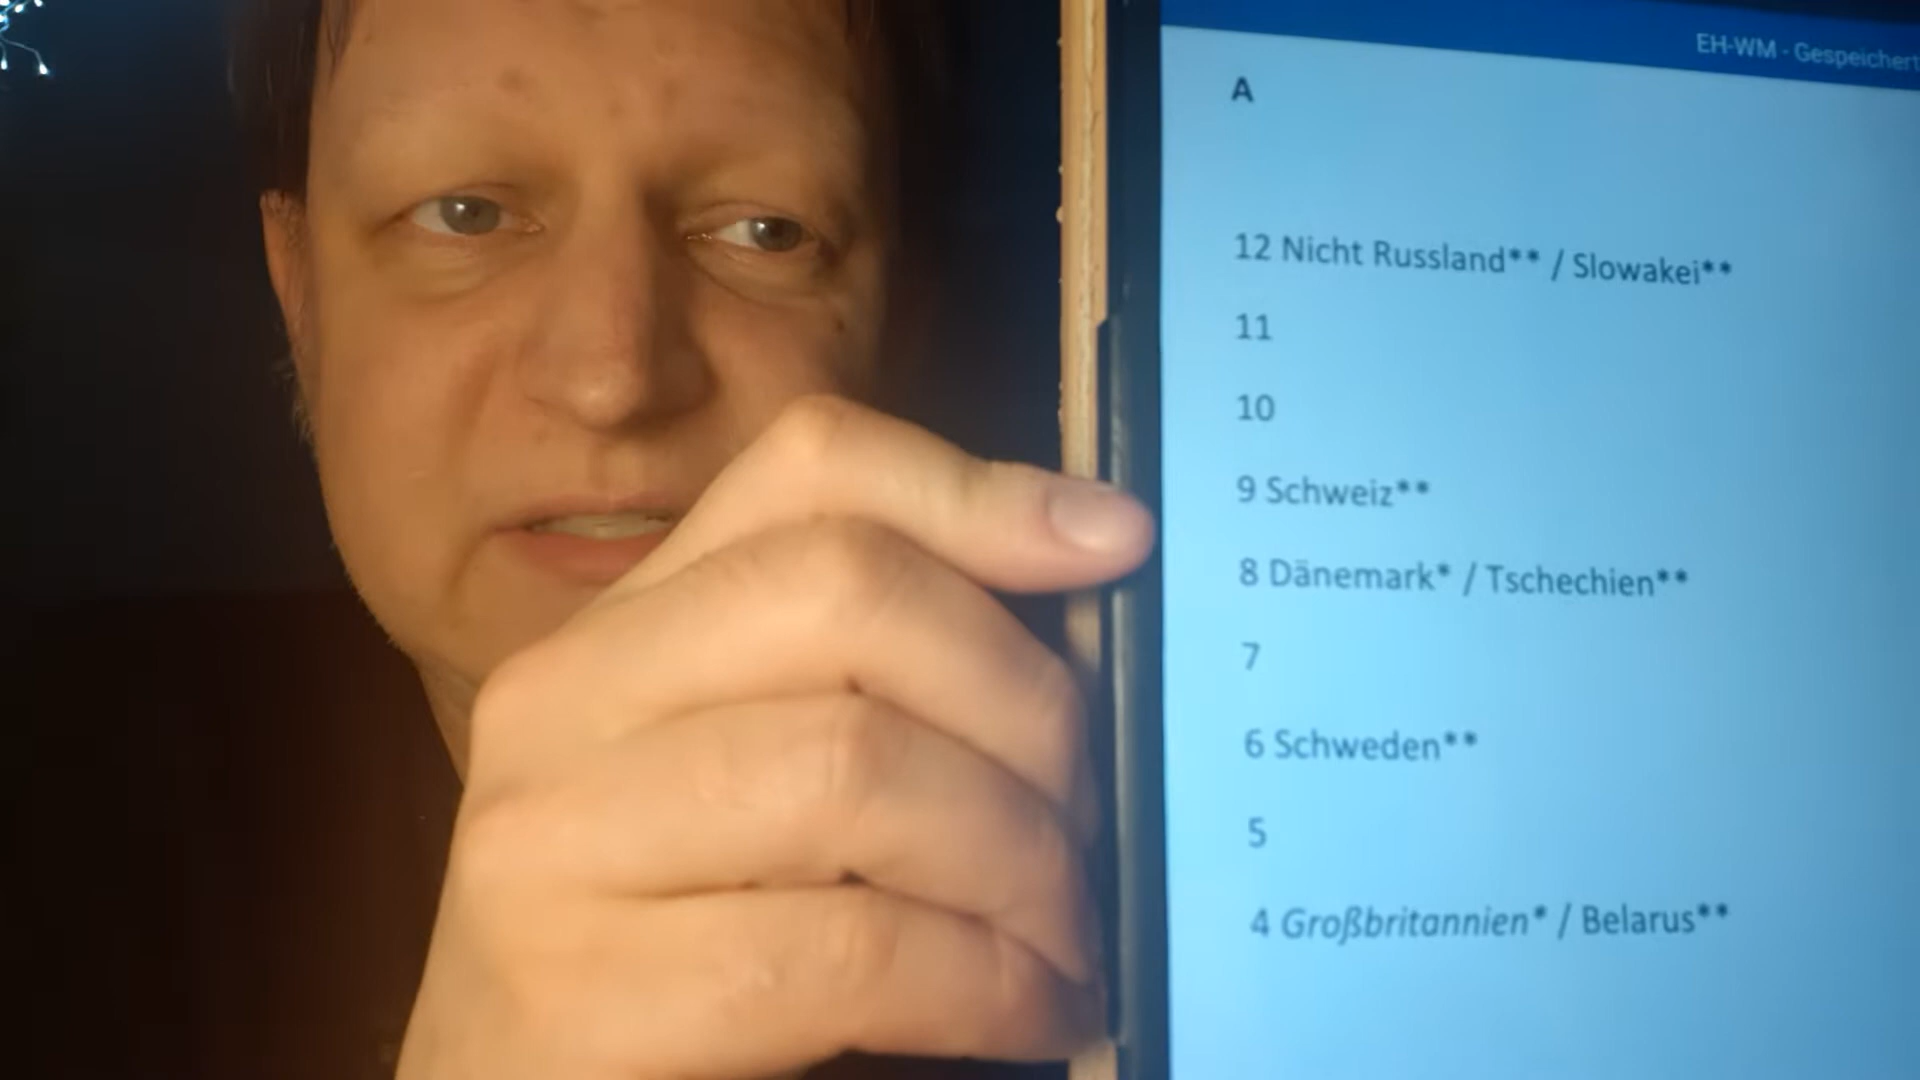 EH-WM - Gespeichert
A
12 Nicht Russland** / Slowakei**
11
10
9 Schweiz**
8 Dänemark* / Tschechien**
7
6 Schweden**
5
4 Großbritannien* / Belarus**